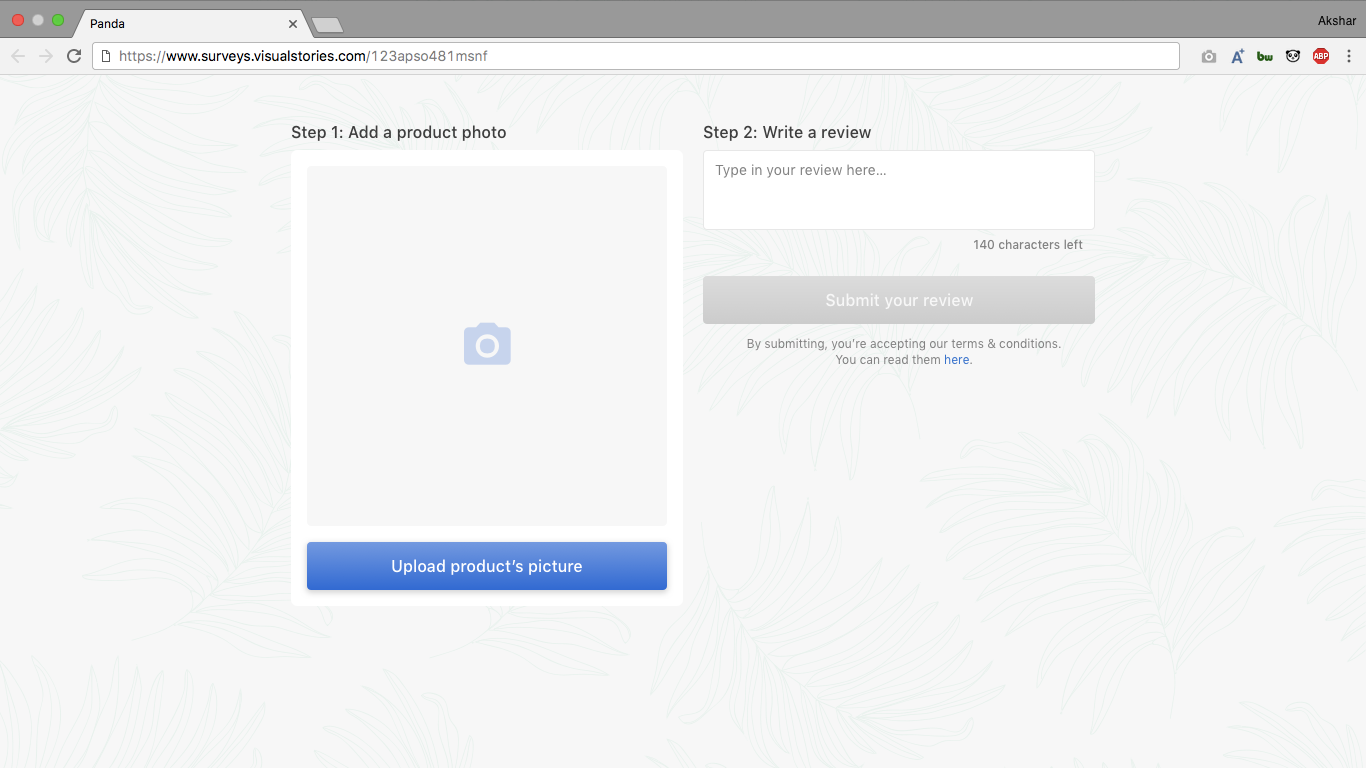 Panda
Akshar
https://www.surveys.visualstories.com/123apso481msnf
A+
bw
ABP
Step 1: Add a product photo
Upload product’s picture
Step 2: Write a review
Type in your review here...
140 characters left
Submit your review
By submitting, you’re accepting our terms & conditions.
You can read them here.